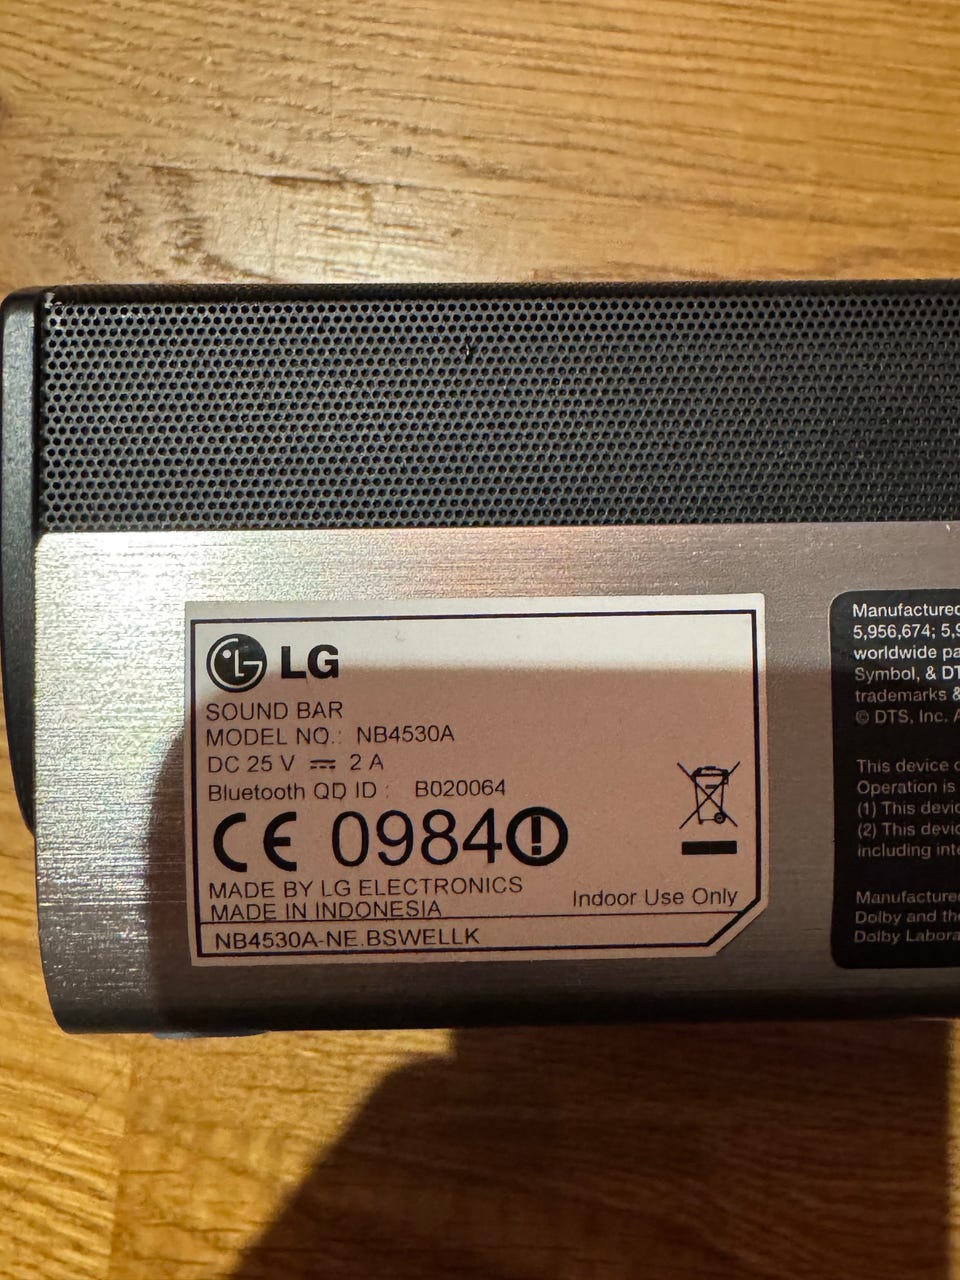 LG
SOUND BAR
MODEL NO.: NB4530A
DC 25 V ⎓ 2 A
Bluetooth QD ID : B020064
CE 0984
MADE BY LG ELECTRONICS
MADE IN INDONESIA
Indoor Use Only
NB4530A-NE.BSWELLK
Manufactured
5,956,674; 5,9
worldwide pa
Symbol, & DT
trademarks &
© DTS, Inc. A
This device c
Operation is
(1) This devic
(2) This devic
including inte
Manufactured
Dolby and the
Dolby Labora